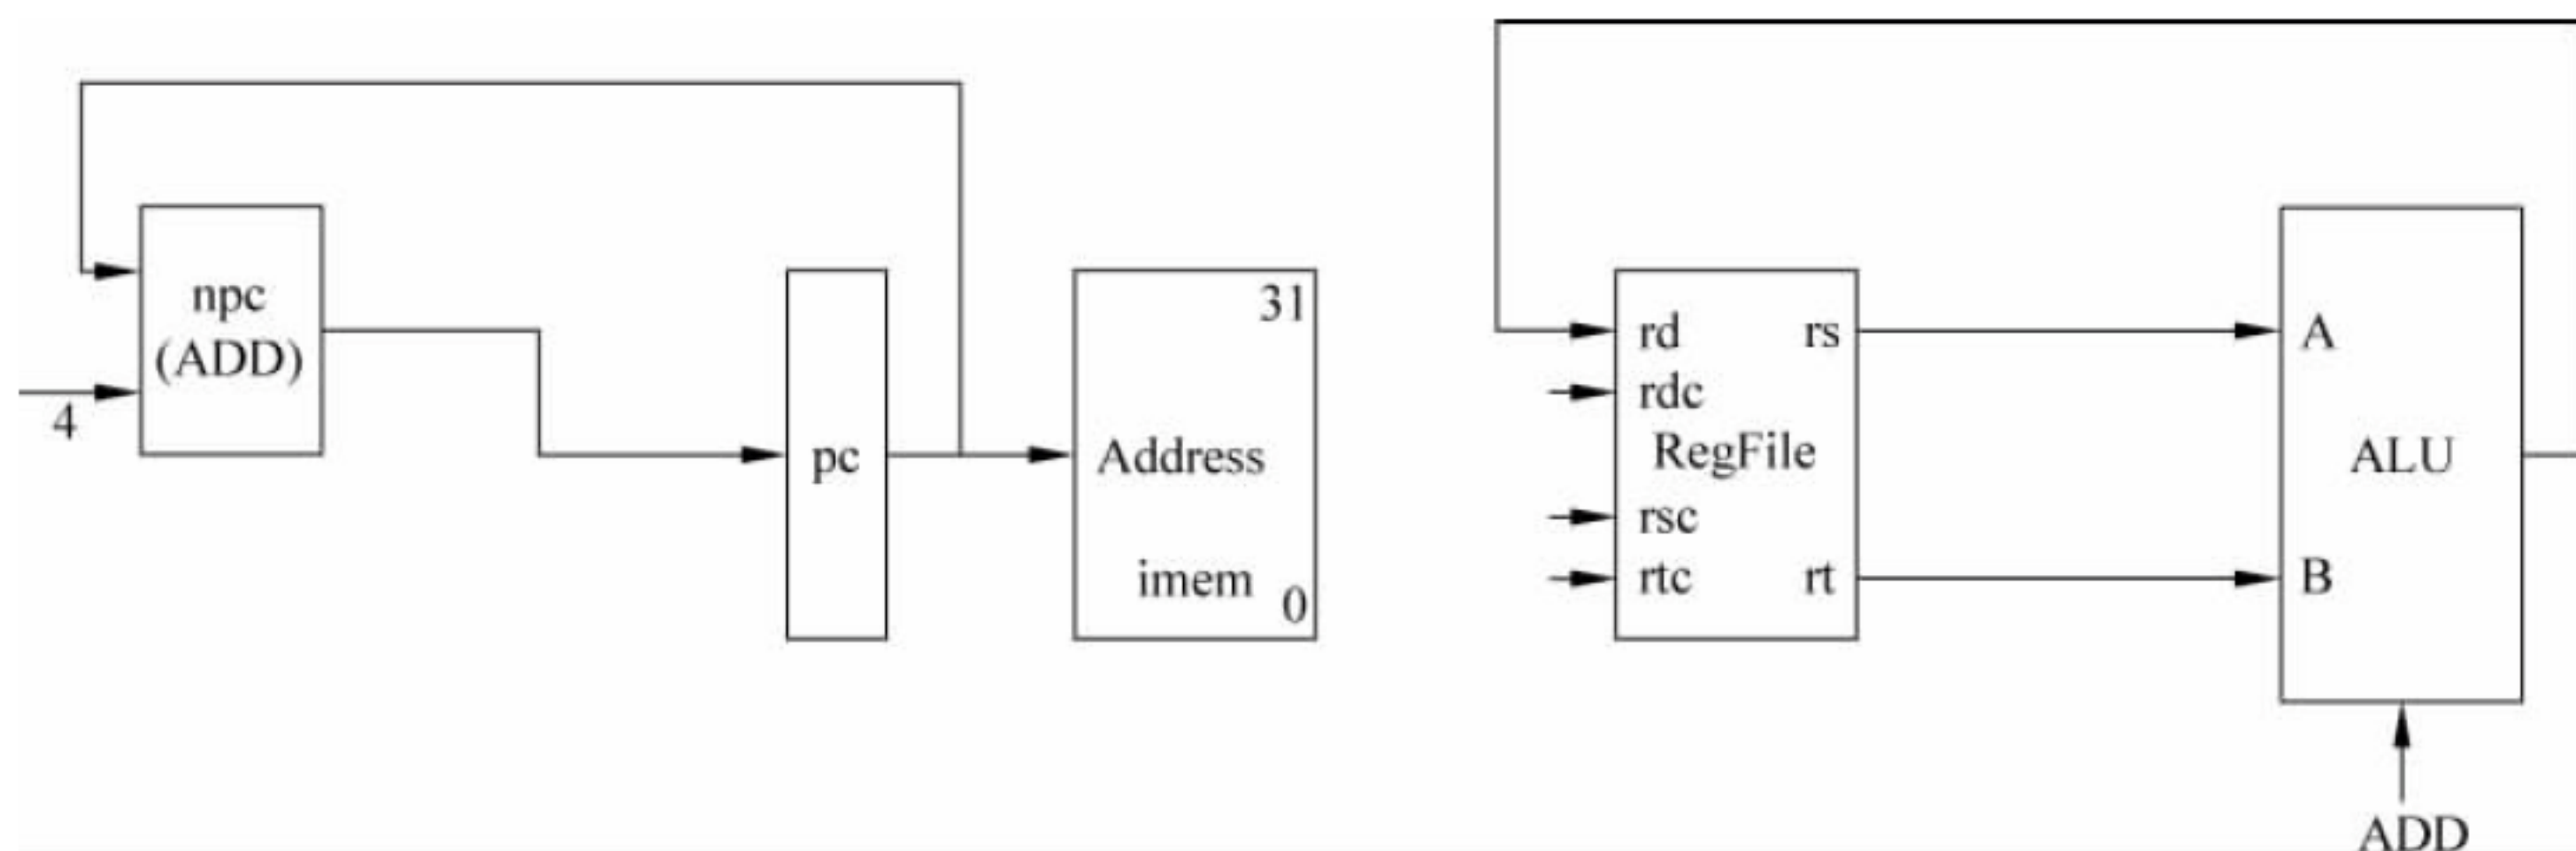 npc
(ADD)
4
pc
31
Address
imem
0
rd
rs
rdc
RegFile
rsc
rtc
rt
A
ALU
B
ADD